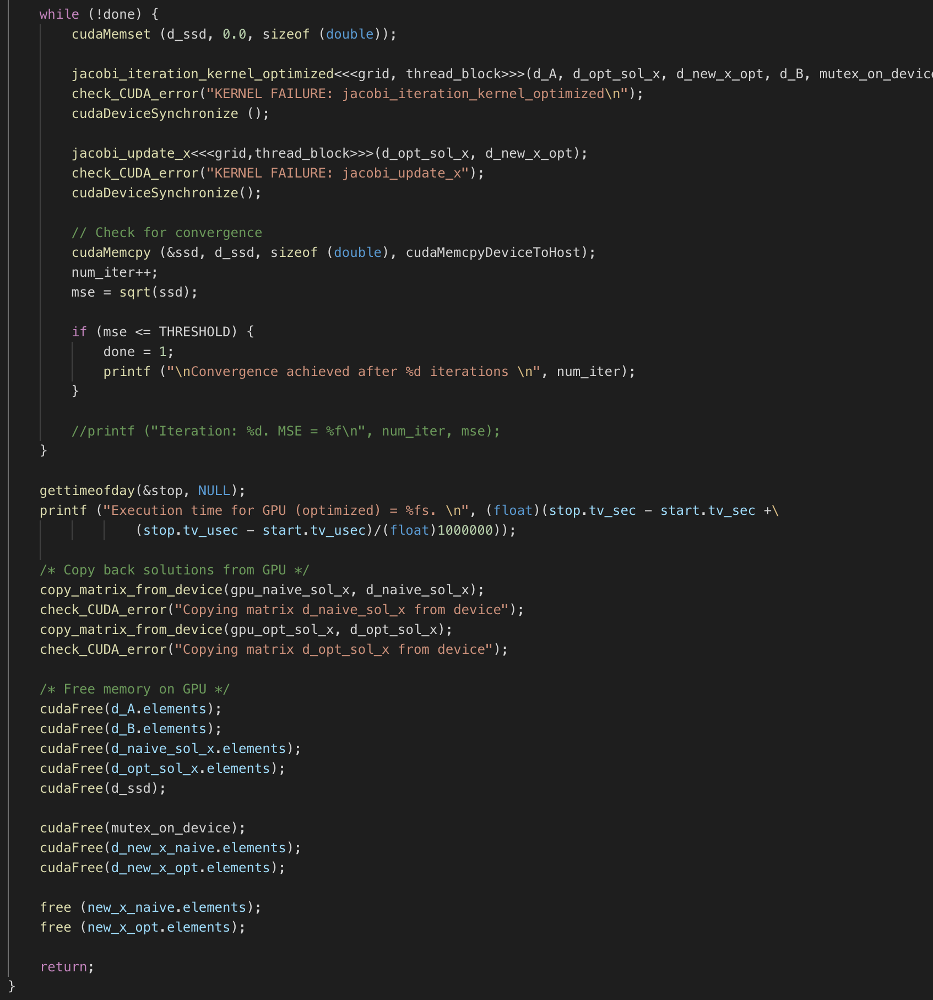 while (!done) {
cudaMemset (d_ssd, 0.0, sizeof (double));
jacobi_iteration_kernel_optimized<<<grid, thread_block>>>(d_A, d_opt_sol_x, d_new_x_opt, d_B, mutex_on_device
check_CUDA_error("KERNEL FAILURE: jacobi_iteration_kernel_optimized\n");
cudaDeviceSynchronize ();
jacobi_update_x<<<grid,thread_block>>>(d_opt_sol_x, d_new_x_opt);
check_CUDA_error("KERNEL FAILURE: jacobi_update_x");
cudaDeviceSynchronize();
// Check for convergence
cudaMemcpy (&ssd, d_ssd, sizeof (double), cudaMemcpyDeviceToHost);
num_iter++;
mse = sqrt(ssd);
if (mse <= THRESHOLD) {
done = 1;
printf ("\nConvergence achieved after %d iterations \n", num_iter);
}
//printf ("Iteration: %d. MSE = %f\n", num_iter, mse);
}
gettimeofday(&stop, NULL);
printf ("Execution time for GPU (optimized) = %fs. \n", (float)(stop.tv_sec - start.tv_sec +\
(stop.tv_usec - start.tv_usec)/(float)1000000));
/* Copy back solutions from GPU */
copy_matrix_from_device(gpu_naive_sol_x, d_naive_sol_x);
check_CUDA_error("Copying matrix d_naive_sol_x from device");
copy_matrix_from_device(gpu_opt_sol_x, d_opt_sol_x);
check_CUDA_error("Copying matrix d_opt_sol_x from device");
/* Free memory on GPU */
cudaFree(d_A.elements);
cudaFree(d_B.elements);
cudaFree(d_naive_sol_x.elements);
cudaFree(d_opt_sol_x.elements);
cudaFree(d_ssd);
cudaFree(mutex_on_device);
cudaFree(d_new_x_naive.elements);
cudaFree(d_new_x_opt.elements);
free (new_x_naive.elements);
free (new_x_opt.elements);
return;
}